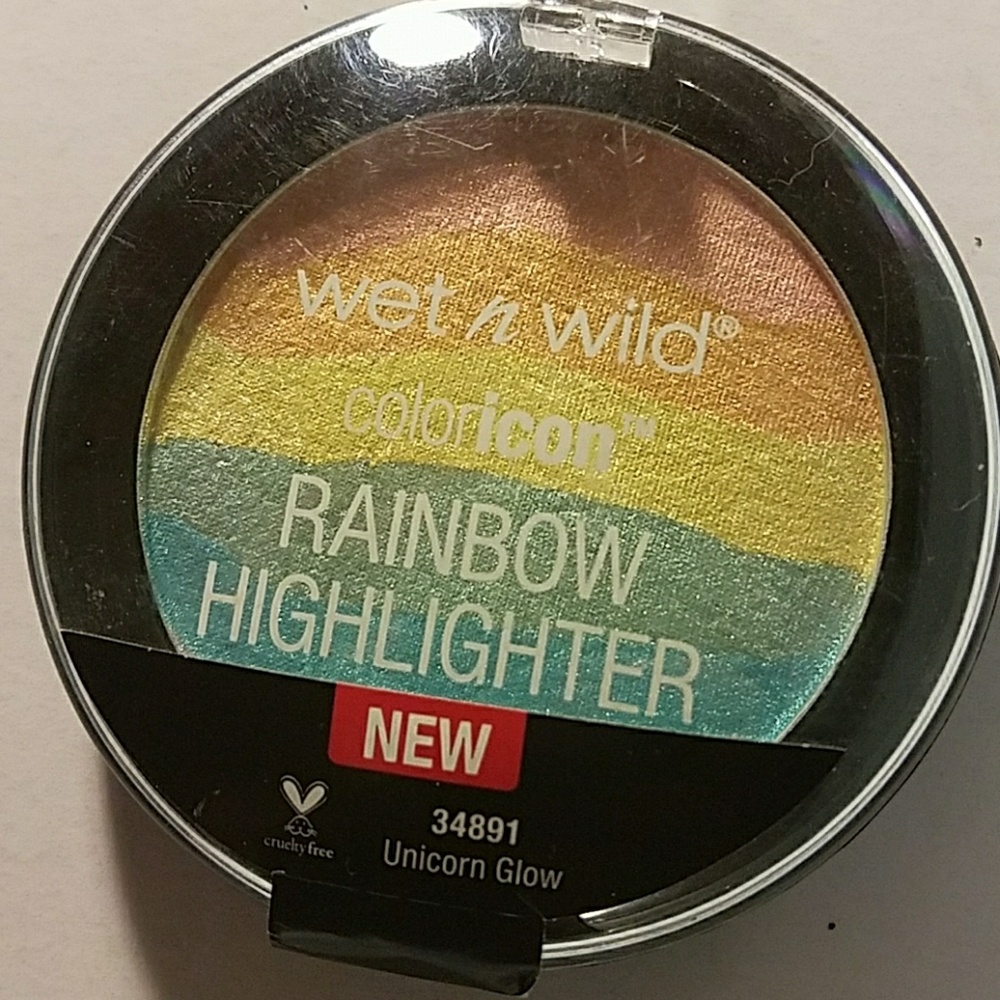 wet n wild®
coloricon™
RAINBOW
HIGHLIGHTER
NEW
34891
cruelty free
Unicorn Glow